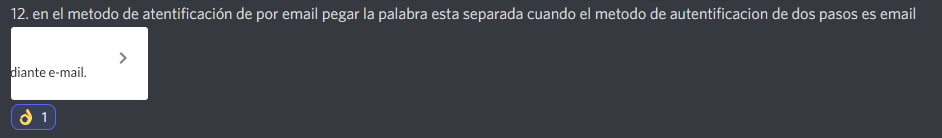 12. en el metodo de atentificación de por email pegar la palabra esta separada cuando el metodo de autentificacion de dos pasos es email
diante e-mail.
1